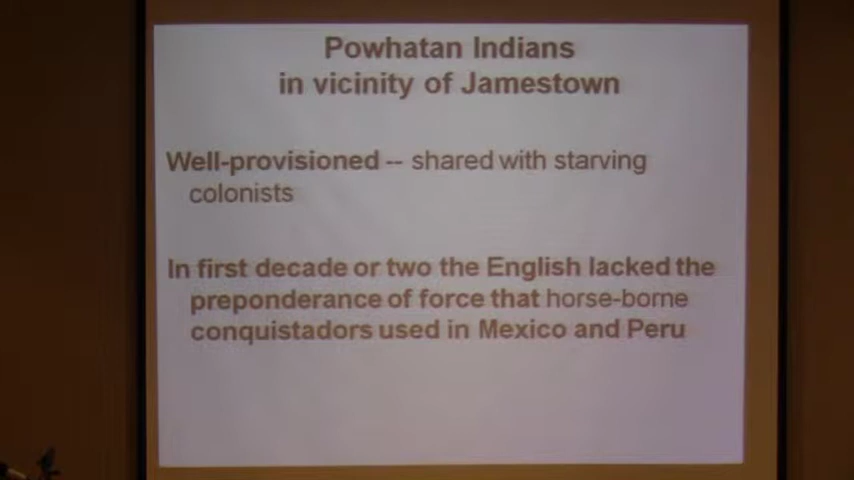 Powhatan Indians
in vicinity of Jamestown
Well-provisioned -- shared with starving
colonists
In first decade or two the English lacked the
preponderance of force that horse-borne
conquistadors used in Mexico and Peru